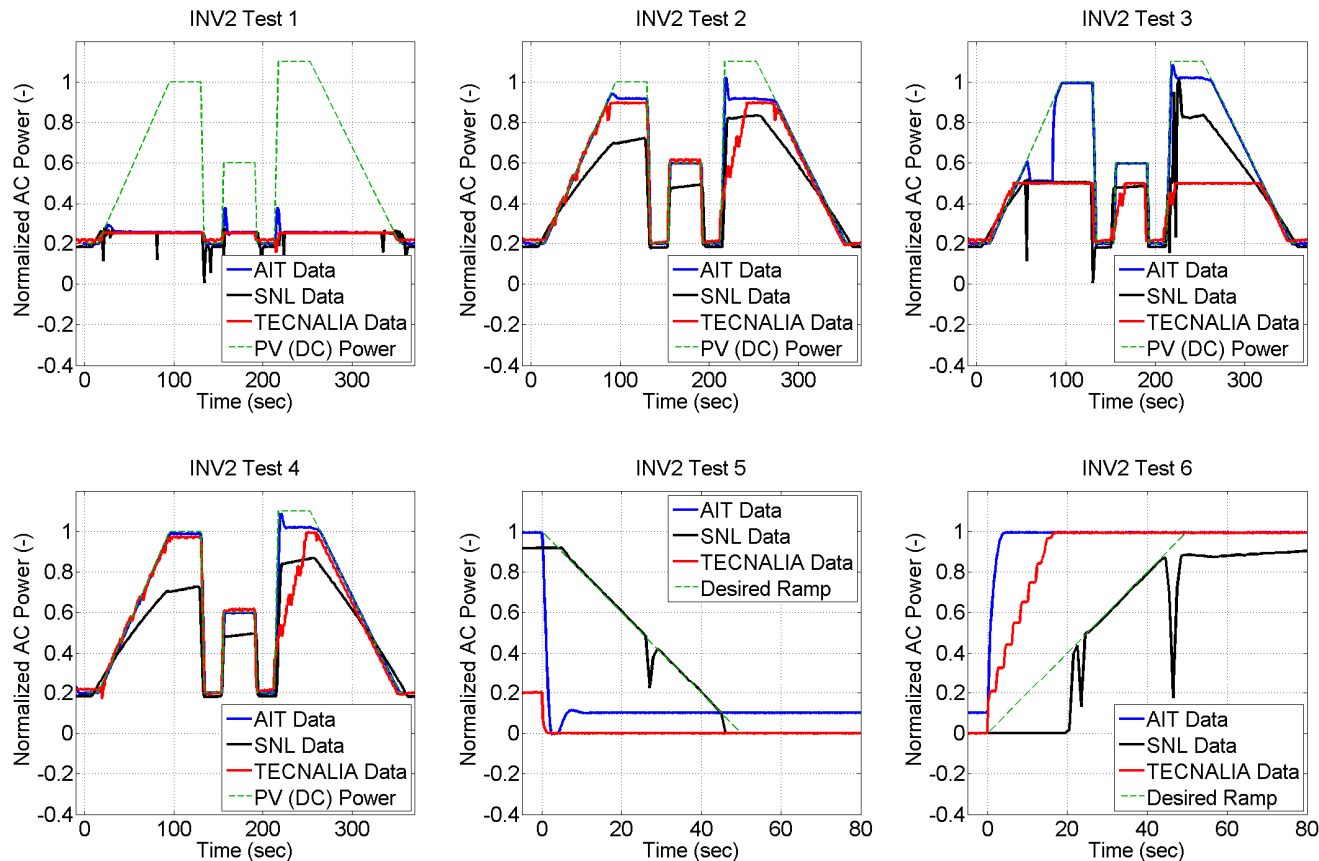 INV2 Test 1
INV2 Test 2
INV2 Test 3
Normalized AC Power (-)
1
0.8
0.6
0.4
0.2
0
-0.2
-0.4
0
100
200
300
Time (sec)
AIT Data
SNL Data
TECNALIA Data
PV (DC) Power
Normalized AC Power (-)
1
0.8
0.6
0.4
0.2
0
-0.2
-0.4
0
100
200
300
Time (sec)
AIT Data
SNL Data
TECNALIA Data
PV (DC) Power
Normalized AC Power (-)
1
0.8
0.6
0.4
0.2
0
-0.2
-0.4
0
100
200
300
Time (sec)
AIT Data
SNL Data
TECNALIA Data
PV (DC) Power
INV2 Test 4
INV2 Test 5
INV2 Test 6
Normalized AC Power (-)
1
0.8
0.6
0.4
0.2
0
-0.2
-0.4
0
100
200
300
Time (sec)
AIT Data
SNL Data
TECNALIA Data
PV (DC) Power
Normalized AC Power (-)
1
0.8
0.6
0.4
0.2
0
-0.2
-0.4
0
20
40
60
80
Time (sec)
AIT Data
SNL Data
TECNALIA Data
Desired Ramp
Normalized AC Power (-)
1
0.8
0.6
0.4
0.2
0
-0.2
-0.4
0
20
40
60
80
Time (sec)
AIT Data
SNL Data
TECNALIA Data
Desired Ramp